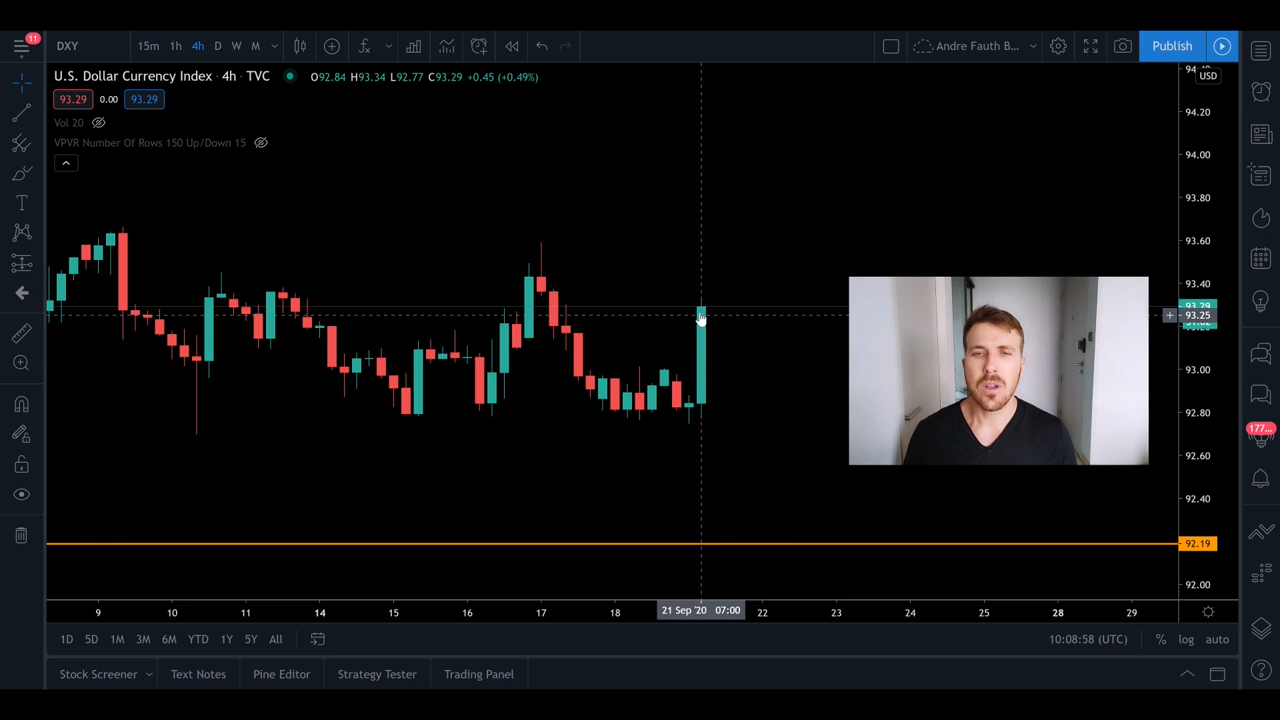 11
DXY
15m 1h 4h D W M
Andre Fauth B...
Publish
U.S. Dollar Currency Index · 4h · TVC
O92.84 H93.34 L92.77 C93.29 +0.45 (+0.49%)
93.29 0.00 93.29
Vol 20
VPVR Number Of Rows 150 Up/Down 15
USD
94.20
94.00
93.80
93.60
93.40
93.29
93.25
93.00
92.80
92.60
92.40
92.19
92.00
177...
9 10 11 14 15 16 17 18 21 Sep '20 07:00 22 23 24 25 28 29
1D 5D 1M 3M 6M YTD 1Y 5Y All
10:08:58 (UTC) % log auto
Stock Screener Text Notes Pine Editor Strategy Tester Trading Panel